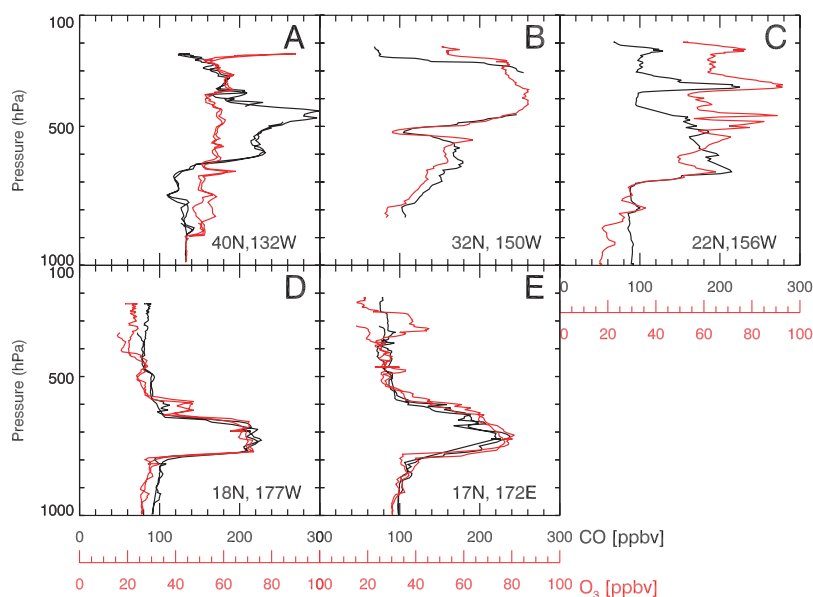 100
A
B
C
Pressure (hPa)
500
40N,132W
32N, 150W
22N,156W
1000
100
0 100 200 300
D
E
0 20 40 60 80 100
Pressure (hPa)
500
18N, 177W
17N, 172E
1000
0 100 200 300 0 100 200 300 CO [ppbv]
0 20 40 60 80 100 0 20 40 60 80 100 O₃ [ppbv]